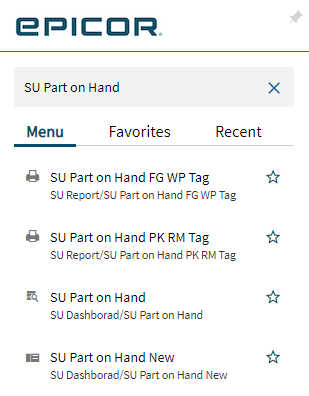 EPICOR
SU Part on Hand
Menu Favorites Recent
SU Part on Hand FG WP Tag
SU Report/SU Part on Hand FG WP Tag
SU Part on Hand PK RM Tag
SU Report/SU Part on Hand PK RM Tag
SU Part on Hand
SU Dashborad/SU Part on Hand
SU Part on Hand New
SU Dashborad/SU Part on Hand New